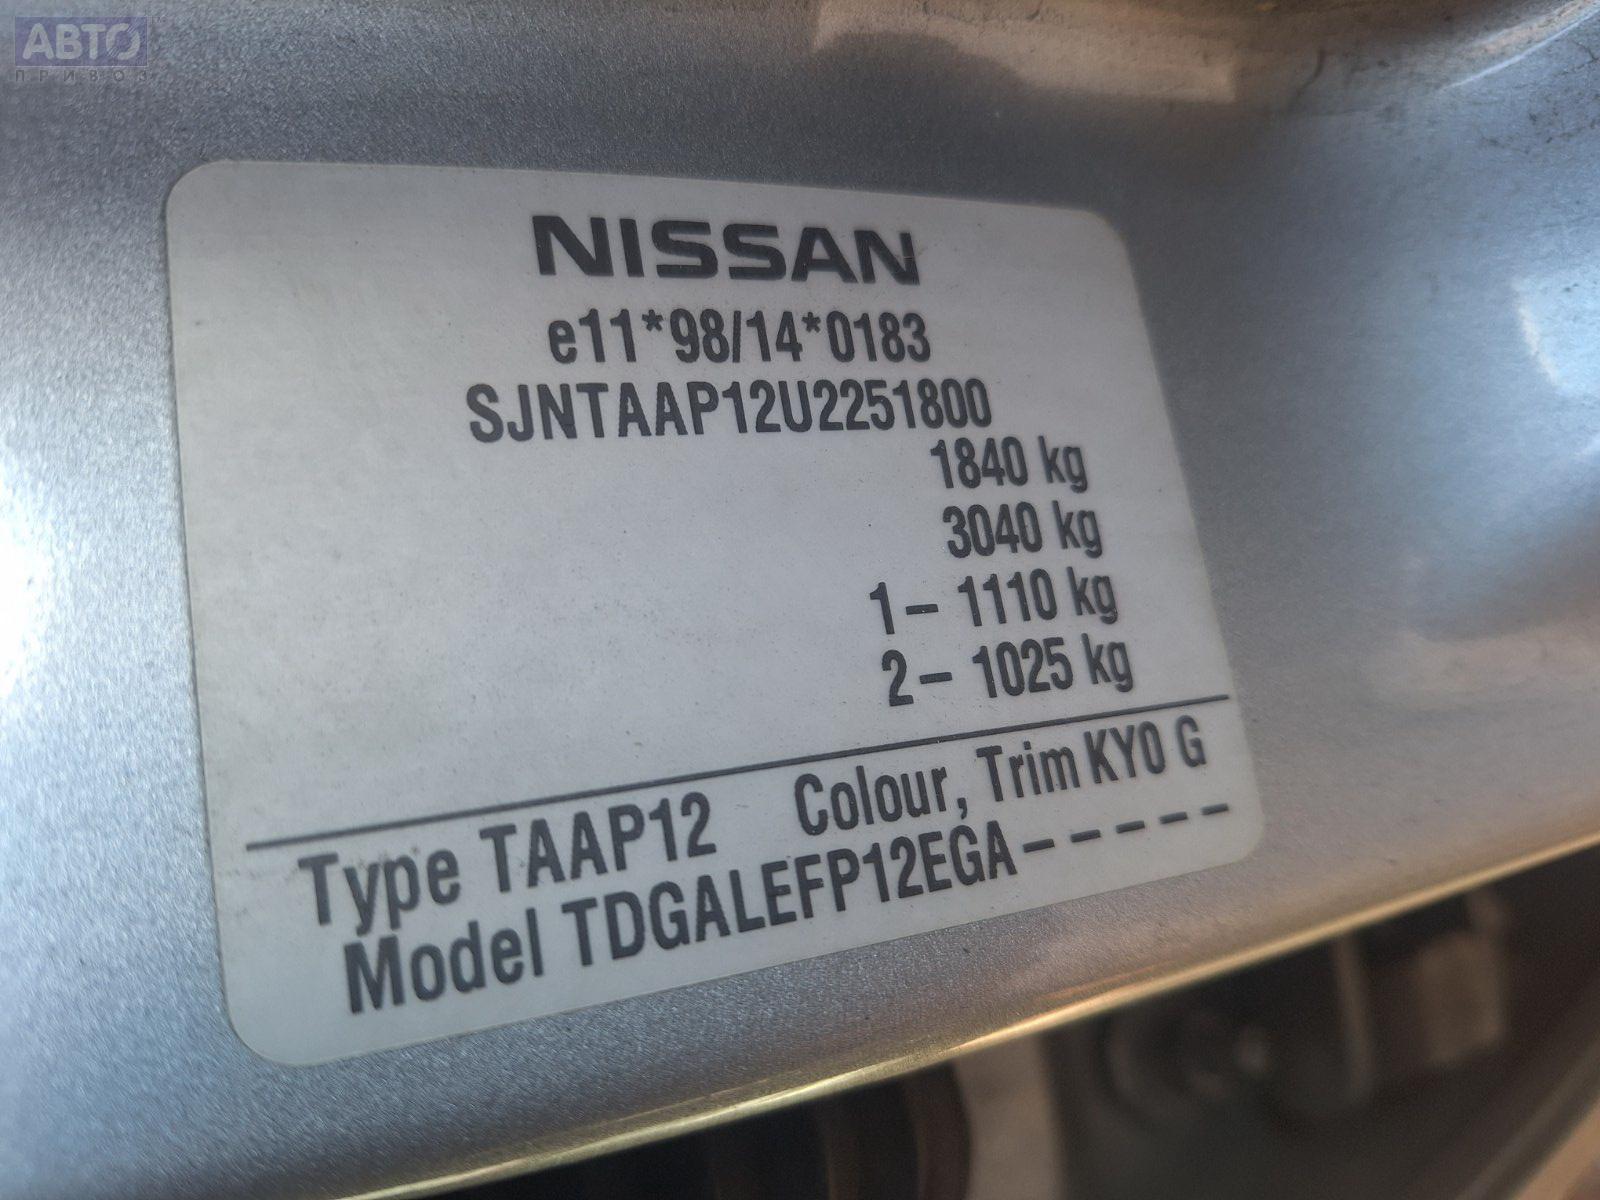 АВТО
ПРИВОЗ
NISSAN
e11*98/14*0183
SJNTAAP12U2251800
1840 kg
3040 kg
1 – 1110 kg
2 – 1025 kg
Type TAAP12 Colour, Trim KY0 G
Model TDGALEFP12EGA-----